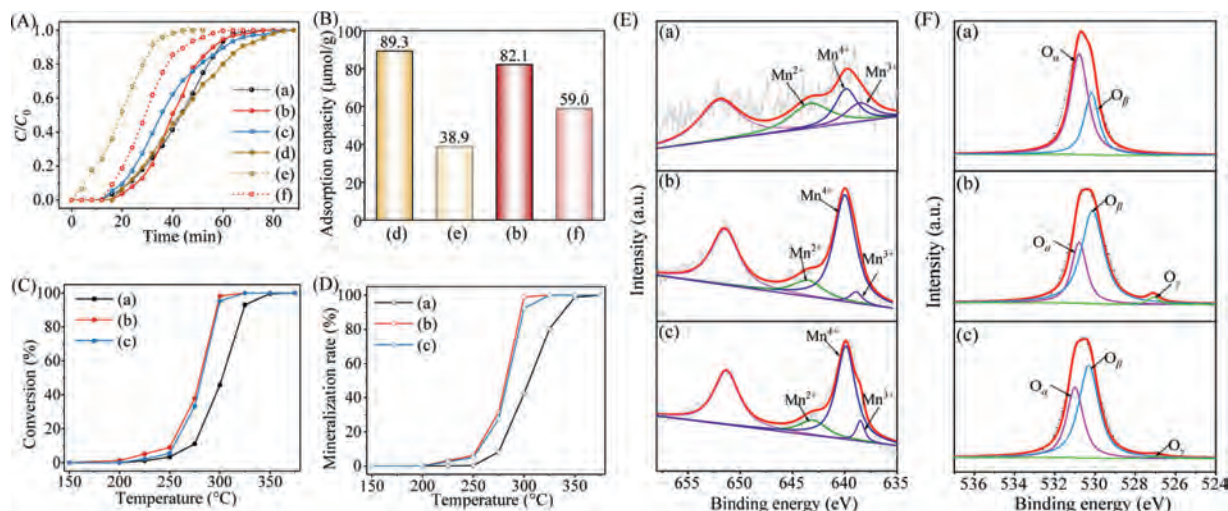 (A)
C/C₀
1.0
0.8
0.6
0.4
0.2
0.0
(a)
(b)
(c)
(d)
(e)
(f)
0 20 40 60 80
Time (min)
(B)
Adsorption capacity (μmol/g)
100
80
60
40
20
0
89.3
38.9
82.1
59.0
(d) (e) (b) (f)
(C)
Conversion (%)
100
80
60
40
20
0
(a)
(b)
(c)
150 200 250 300 350
Temperature (°C)
(D)
Mineralization rate (%)
100
80
60
40
20
0
(a)
(b)
(c)
150 200 250 300 350
Temperature (°C)
(E)
Intensity (a.u.)
(a)
Mn²⁺
Mn⁴⁺
Mn³⁺
(b)
Mn⁴⁺
Mn²⁺
Mn³⁺
(c)
Mn⁴⁺
Mn²⁺
Mn³⁺
655 650 645 640 635
Binding energy (eV)
(F)
Intensity (a.u.)
(a)
Oα
Oβ
(b)
Oα
Oβ
Oγ
(c)
Oα
Oβ
Oγ
536 534 532 530 528 526 524
Binding energy (eV)